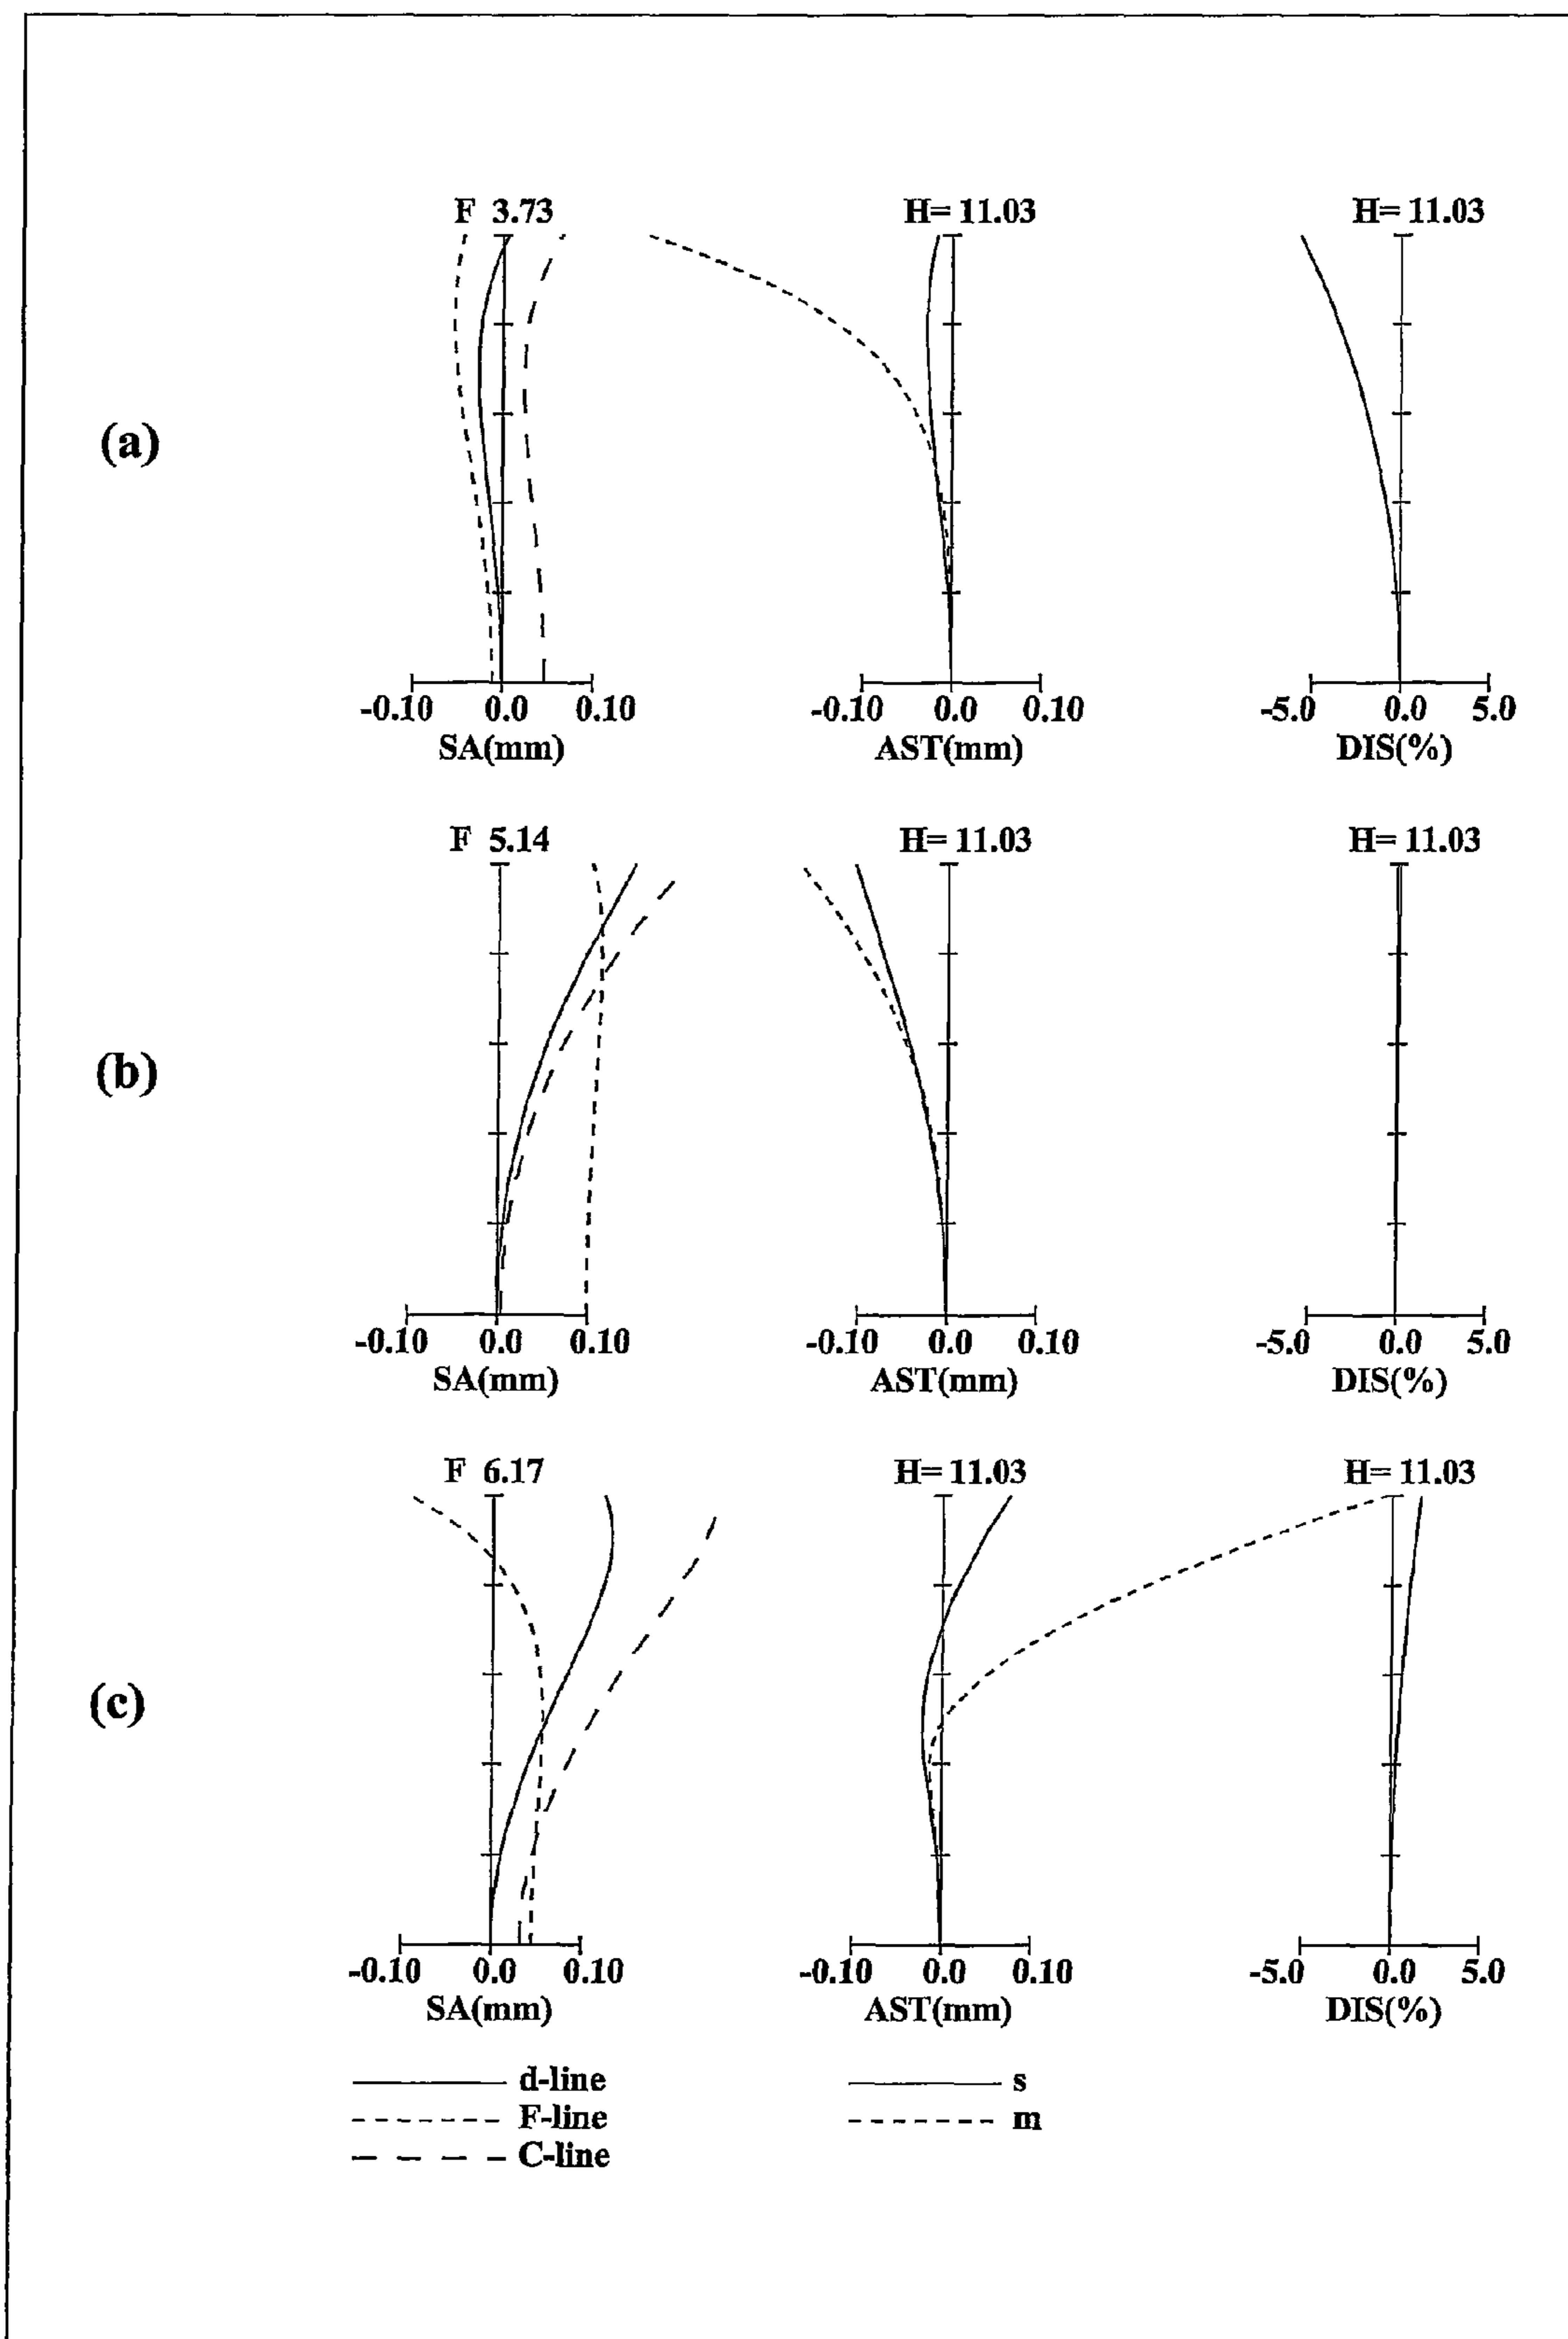 F 3.73 H= 11.03 H= 11.03
(a)
-0.10 0.0 0.10 -0.10 0.0 0.10 -5.0 0.0 5.0
SA(mm) AST(mm) DIS(%)
F 5.14 H= 11.03 H= 11.03
(b)
-0.10 0.0 0.10 -0.10 0.0 0.10 -5.0 0.0 5.0
SA(mm) AST(mm) DIS(%)
F 6.17 H= 11.03 H= 11.03
(c)
-0.10 0.0 0.10 -0.10 0.0 0.10 -5.0 0.0 5.0
SA(mm) AST(mm) DIS(%)
d-line s
F-line m
C-line